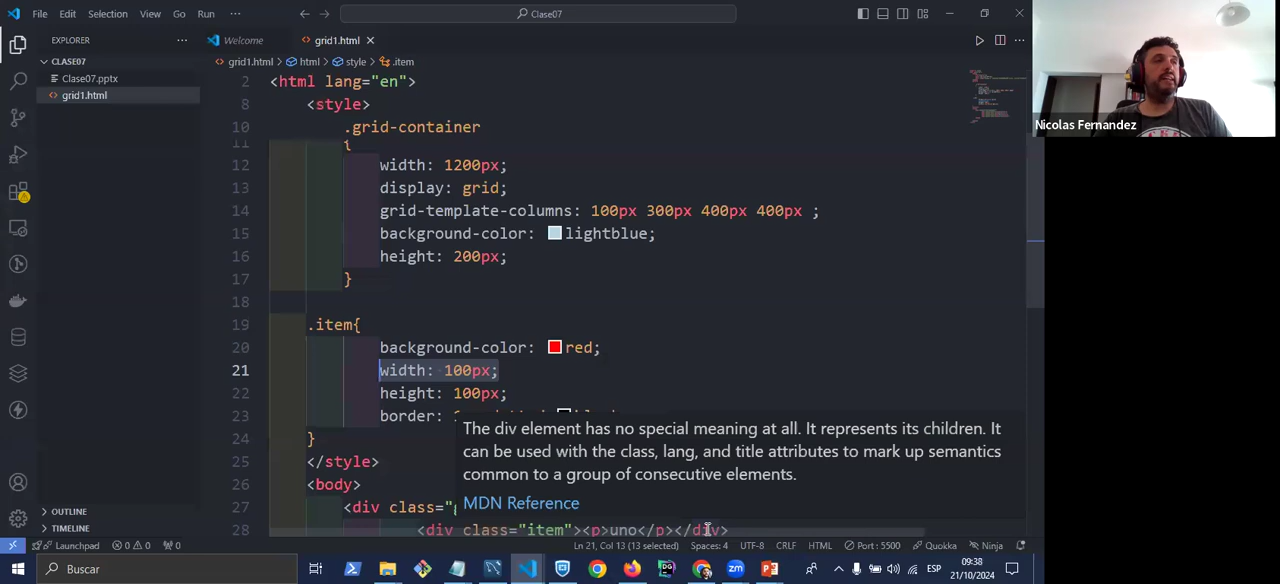 File Edit Selection View Go Run ···
Clase07
EXPLORER
Welcome
grid1.html
CLASE07
Clase07.pptx
grid1.html
grid1.html > html > style > .item
2 <html lang="en">
8 <style>
10 .grid-container
11 {
12 width: 1200px;
13 display: grid;
14 grid-template-columns: 100px 300px 400px 400px ;
15 background-color: lightblue;
16 height: 200px;
17 }
18
19 .item{
20 background-color: red;
21 width: 100px;
22 height: 100px;
23 border:
24 }
25 </style>
26 <body>
27 <div class="g
28 <div class="item"><p>uno</p></div>
The div element has no special meaning at all. It represents its children. It
can be used with the class, lang, and title attributes to mark up semantics
common to a group of consecutive elements.
MDN Reference
OUTLINE
TIMELINE
Launchpad 0 0 0 Ln 21, Col 13 (13 selected) Spaces: 4 UTF-8 CRLF HTML Port : 5500 Quokka Ninja
Buscar
ESP
09:38
21/10/2024
Nicolas Fernandez